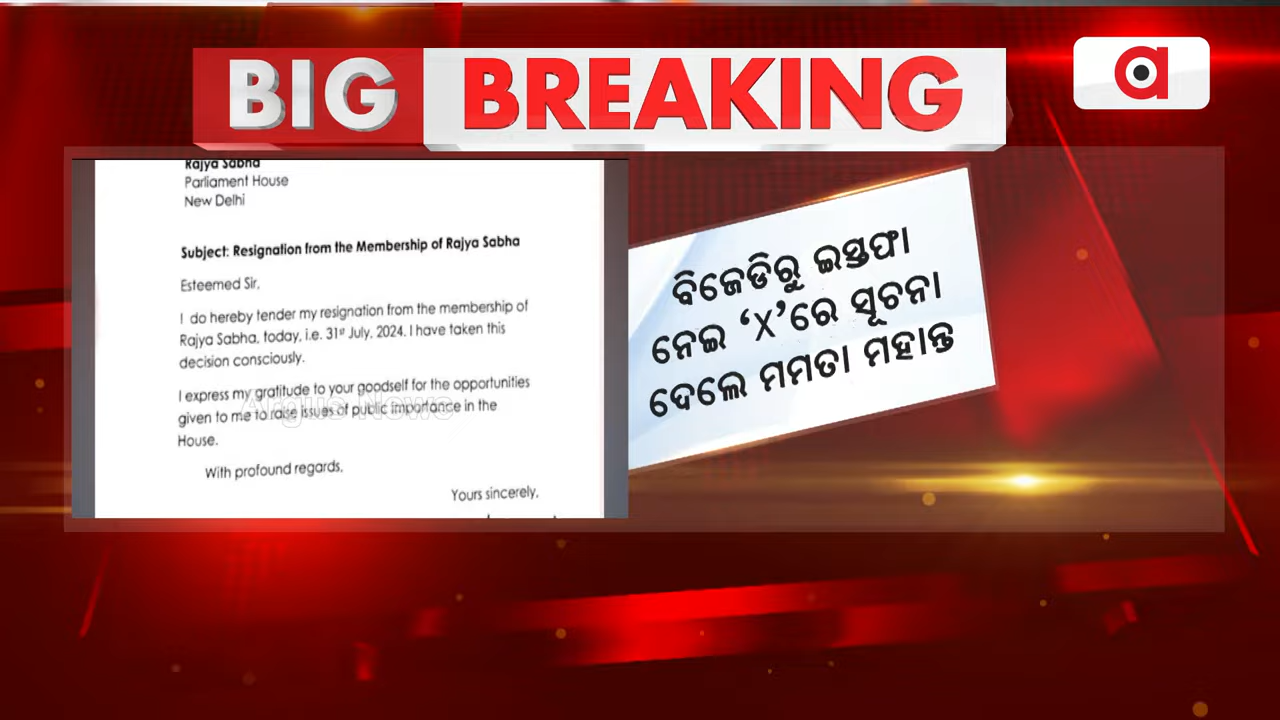 BIG BREAKING
a
Rajya Sabha
Parliament House
New Delhi
Subject: Resignation from the Membership of Rajya Sabha
Esteemed Sir,
I do hereby tender my resignation from the membership of
Rajya Sabha, today, i.e. 31st July, 2024. I have taken this
decision consciously.
I express my gratitude to your goodself for the opportunities
given to me to raise issues of public importance in the
House.
With profound regards,
Yours sincerely,
Argus News
ବିଜେଡିରୁ ଇସ୍ତଫା
ନେଇ ‘X’ରେ ସୂଚନା
ଦେଲେ ମମତା ମହାନ୍ତ